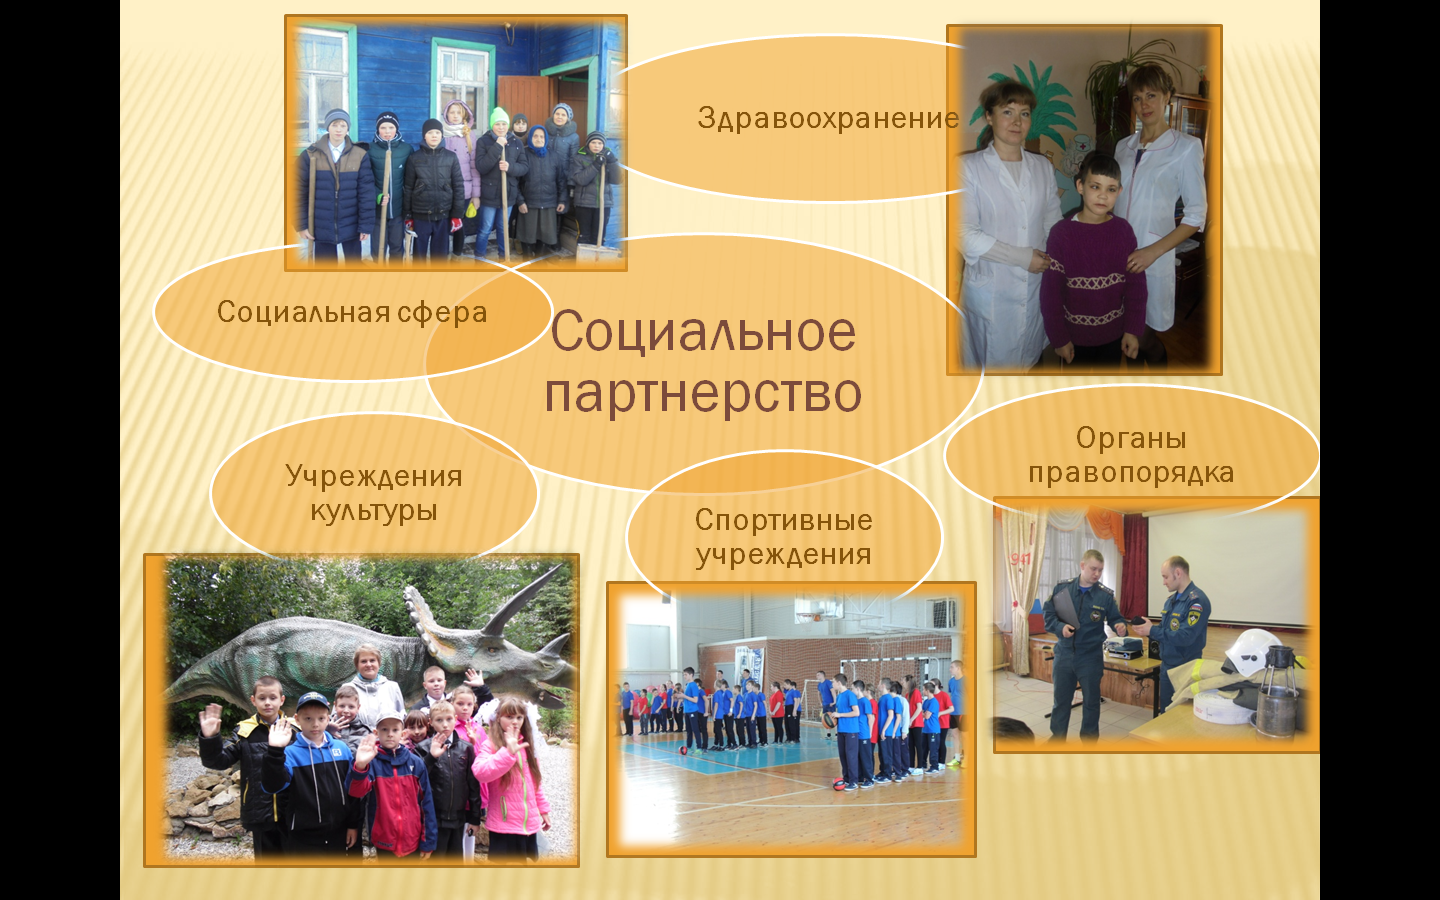 Здравоохранение
Социальная сфера
Социальное
партнерство
Органы
правопорядка
Учреждения
культуры
Спортивные
учреждения